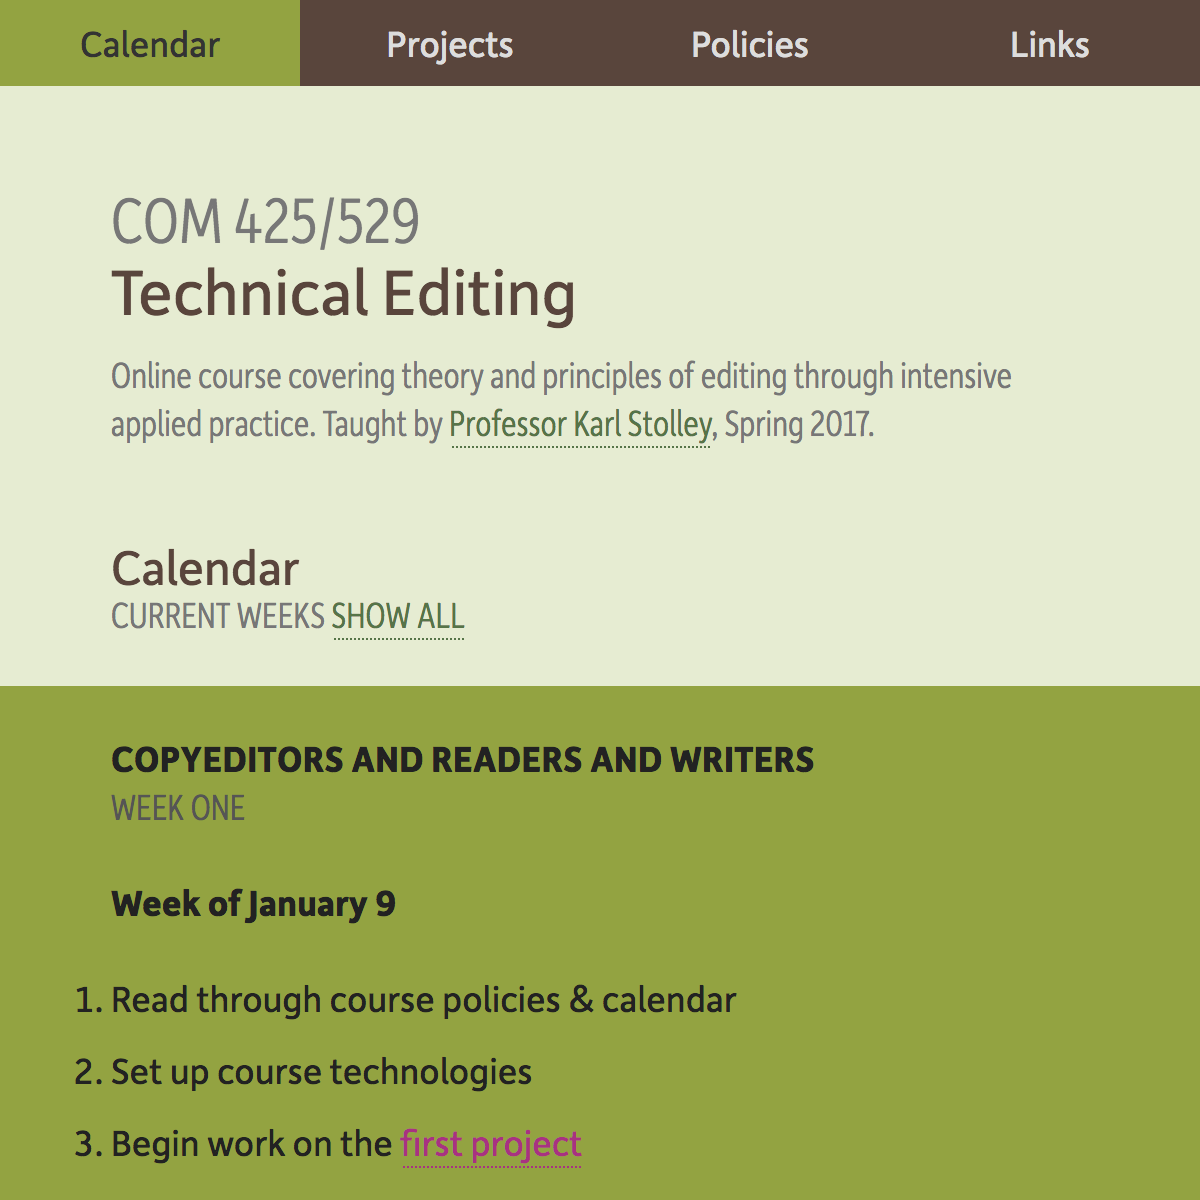 Calendar Projects Policies Links
COM 425/529
Technical Editing
Online course covering theory and principles of editing through intensive
applied practice. Taught by Professor Karl Stolley, Spring 2017.
Calendar
CURRENT WEEKS SHOW ALL
COPYEDITORS AND READERS AND WRITERS
WEEK ONE
Week of January 9
1. Read through course policies & calendar
2. Set up course technologies
3. Begin work on the first project